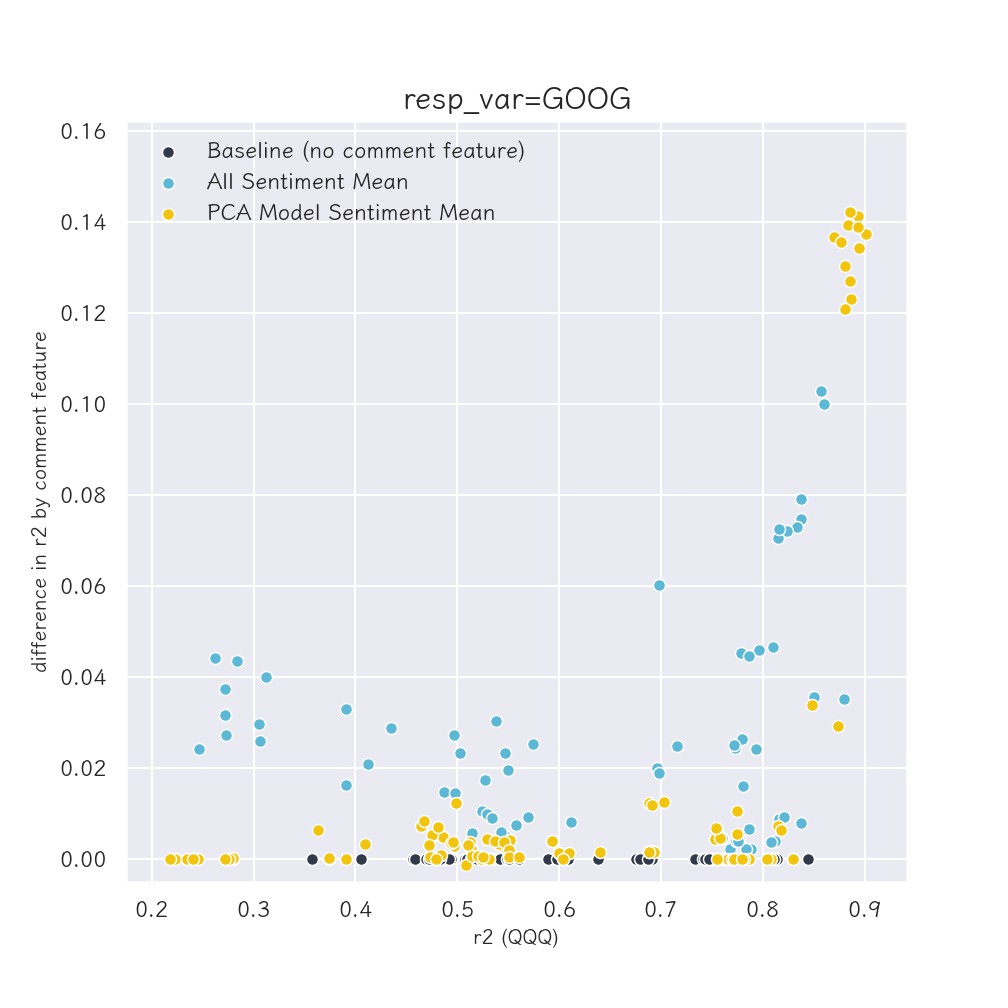 resp_var=GOOG
0.16
0.14
0.12
0.10
0.08
0.06
0.04
0.02
0.00
difference in r2 by comment feature
Baseline (no comment feature)
All Sentiment Mean
PCA Model Sentiment Mean
0.2 0.3 0.4 0.5 0.6 0.7 0.8 0.9
r2 (QQQ)